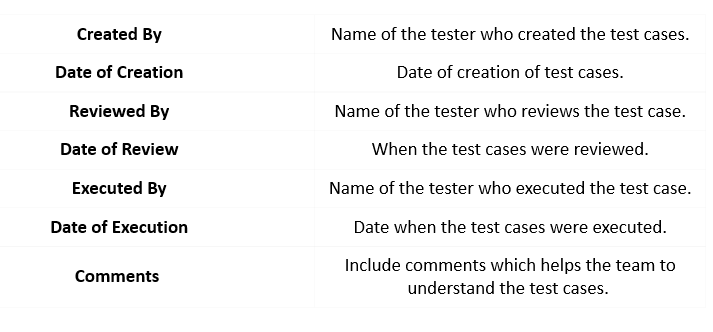 Created By
Name of the tester who created the test cases.
Date of Creation
Date of creation of test cases.
Reviewed By
Name of the tester who reviews the test case.
Date of Review
When the test cases were reviewed.
Executed By
Name of the tester who executed the test case.
Date of Execution
Date when the test cases were executed.
Comments
Include comments which helps the team to
understand the test cases.